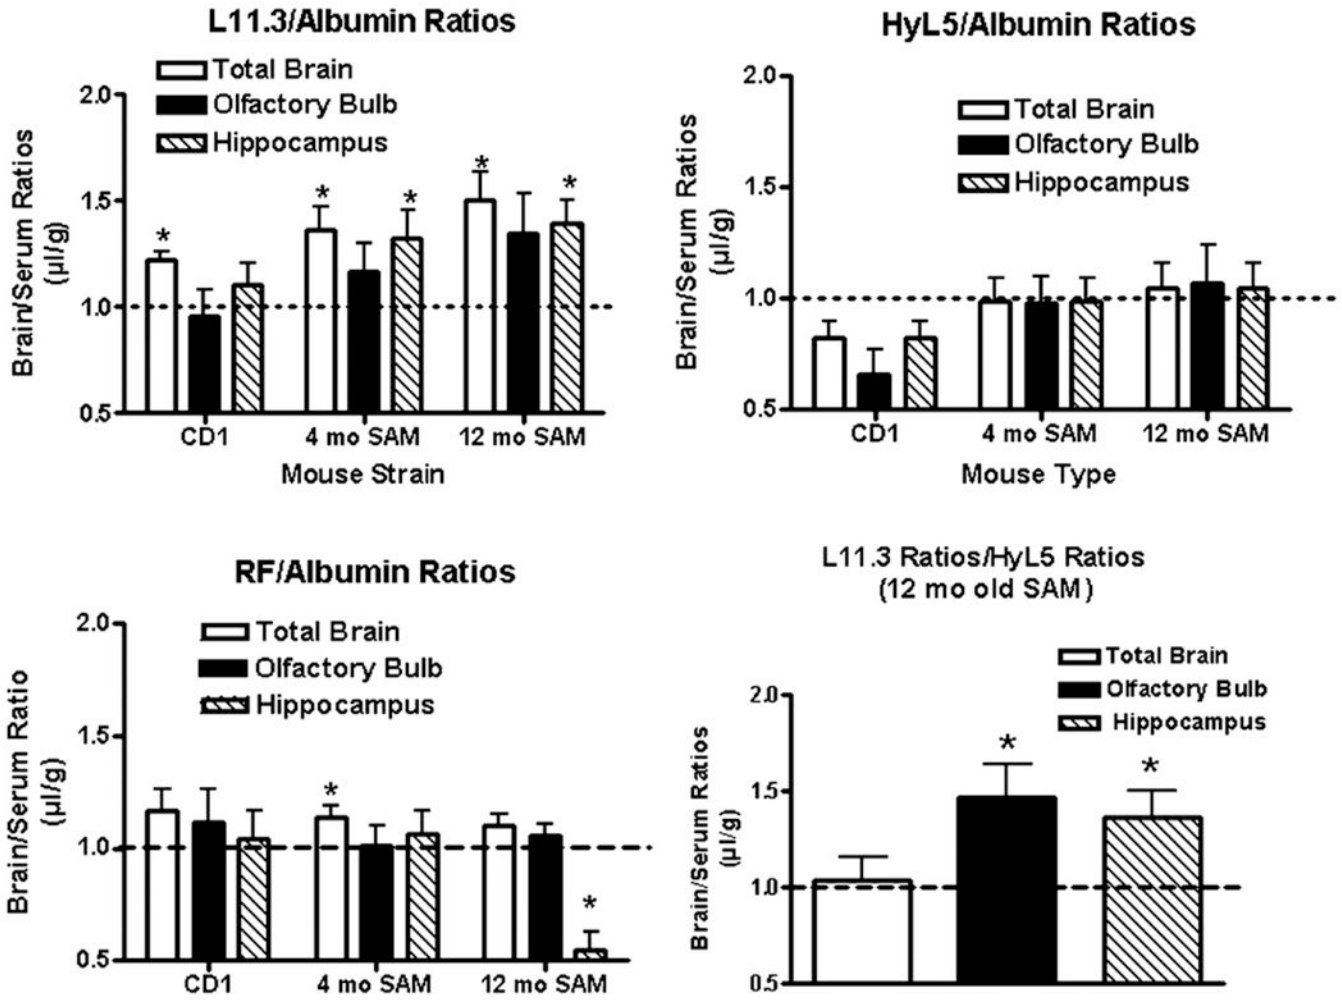 L11.3/Albumin Ratios
Total Brain
Olfactory Bulb
Hippocampus
Brain/Serum Ratios
(µl/g)
2.0
1.5
1.0
0.5
*
*
*
*
*
CD1
4 mo SAM
12 mo SAM
Mouse Strain
HyL5/Albumin Ratios
Total Brain
Olfactory Bulb
Hippocampus
Brain/Serum Ratios
(µl/g)
2.0
1.5
1.0
0.5
CD1
4 mo SAM
12 mo SAM
Mouse Type
RF/Albumin Ratios
Total Brain
Olfactory Bulb
Hippocampus
Brain/Serum Ratio
(µl/g)
2.0
1.5
1.0
0.5
*
*
CD1
4 mo SAM
12 mo SAM
L11.3 Ratios/HyL5 Ratios
(12 mo old SAM)
Total Brain
Olfactory Bulb
Hippocampus
Brain/Serum Ratios
(µl/g)
2.0
1.5
1.0
0.5
*
*